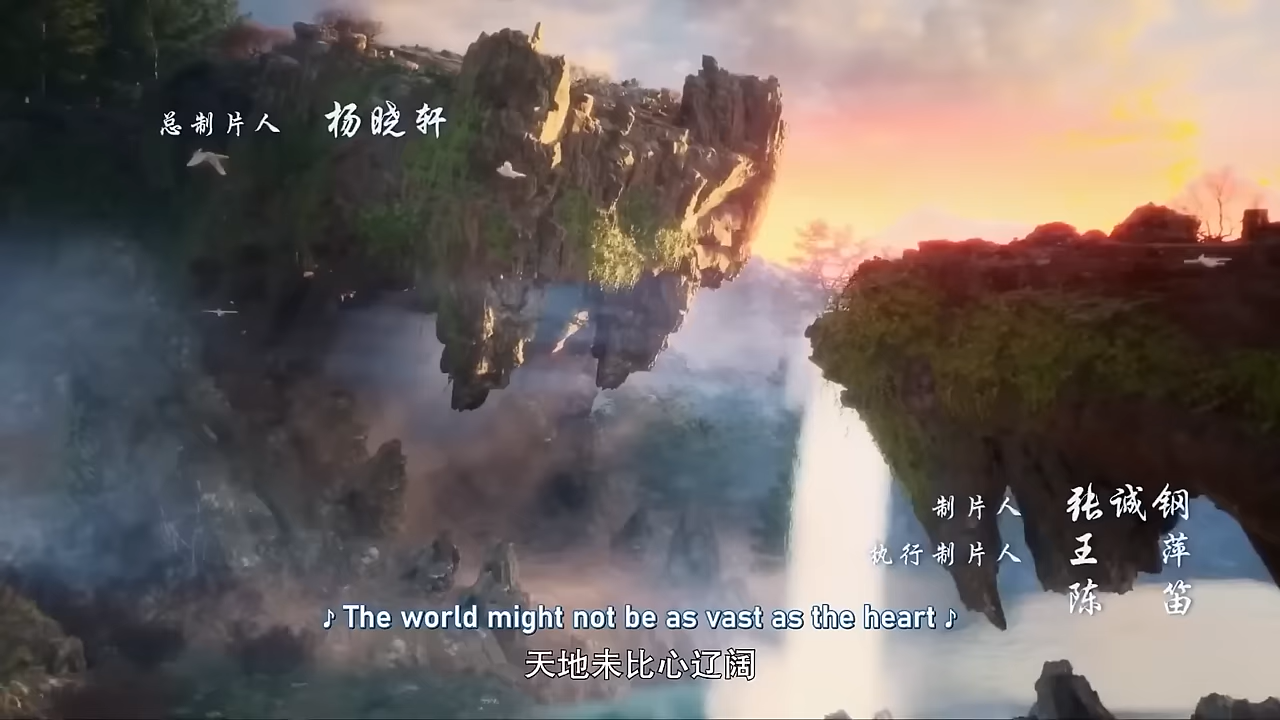 总制片人 杨晓轩
制片人 张诚钢
执行制片人 王萍
陈笛
♪ The world might not be as vast as the heart ♪
天地未比心辽阔